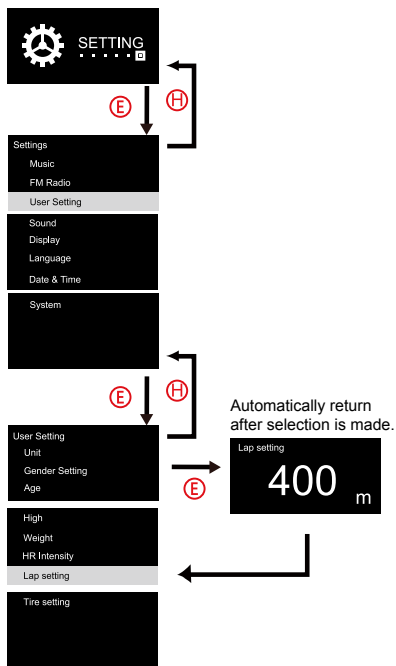 SETTING
E
H
Settings
Music
FM Radio
User Setting
Sound
Display
Language
Date & Time
System
E
H
User Setting
Unit
Gender Setting
Age
E
Automatically return
after selection is made.
Lap setting
400 m
High
Weight
HR Intensity
Lap setting
Tire setting